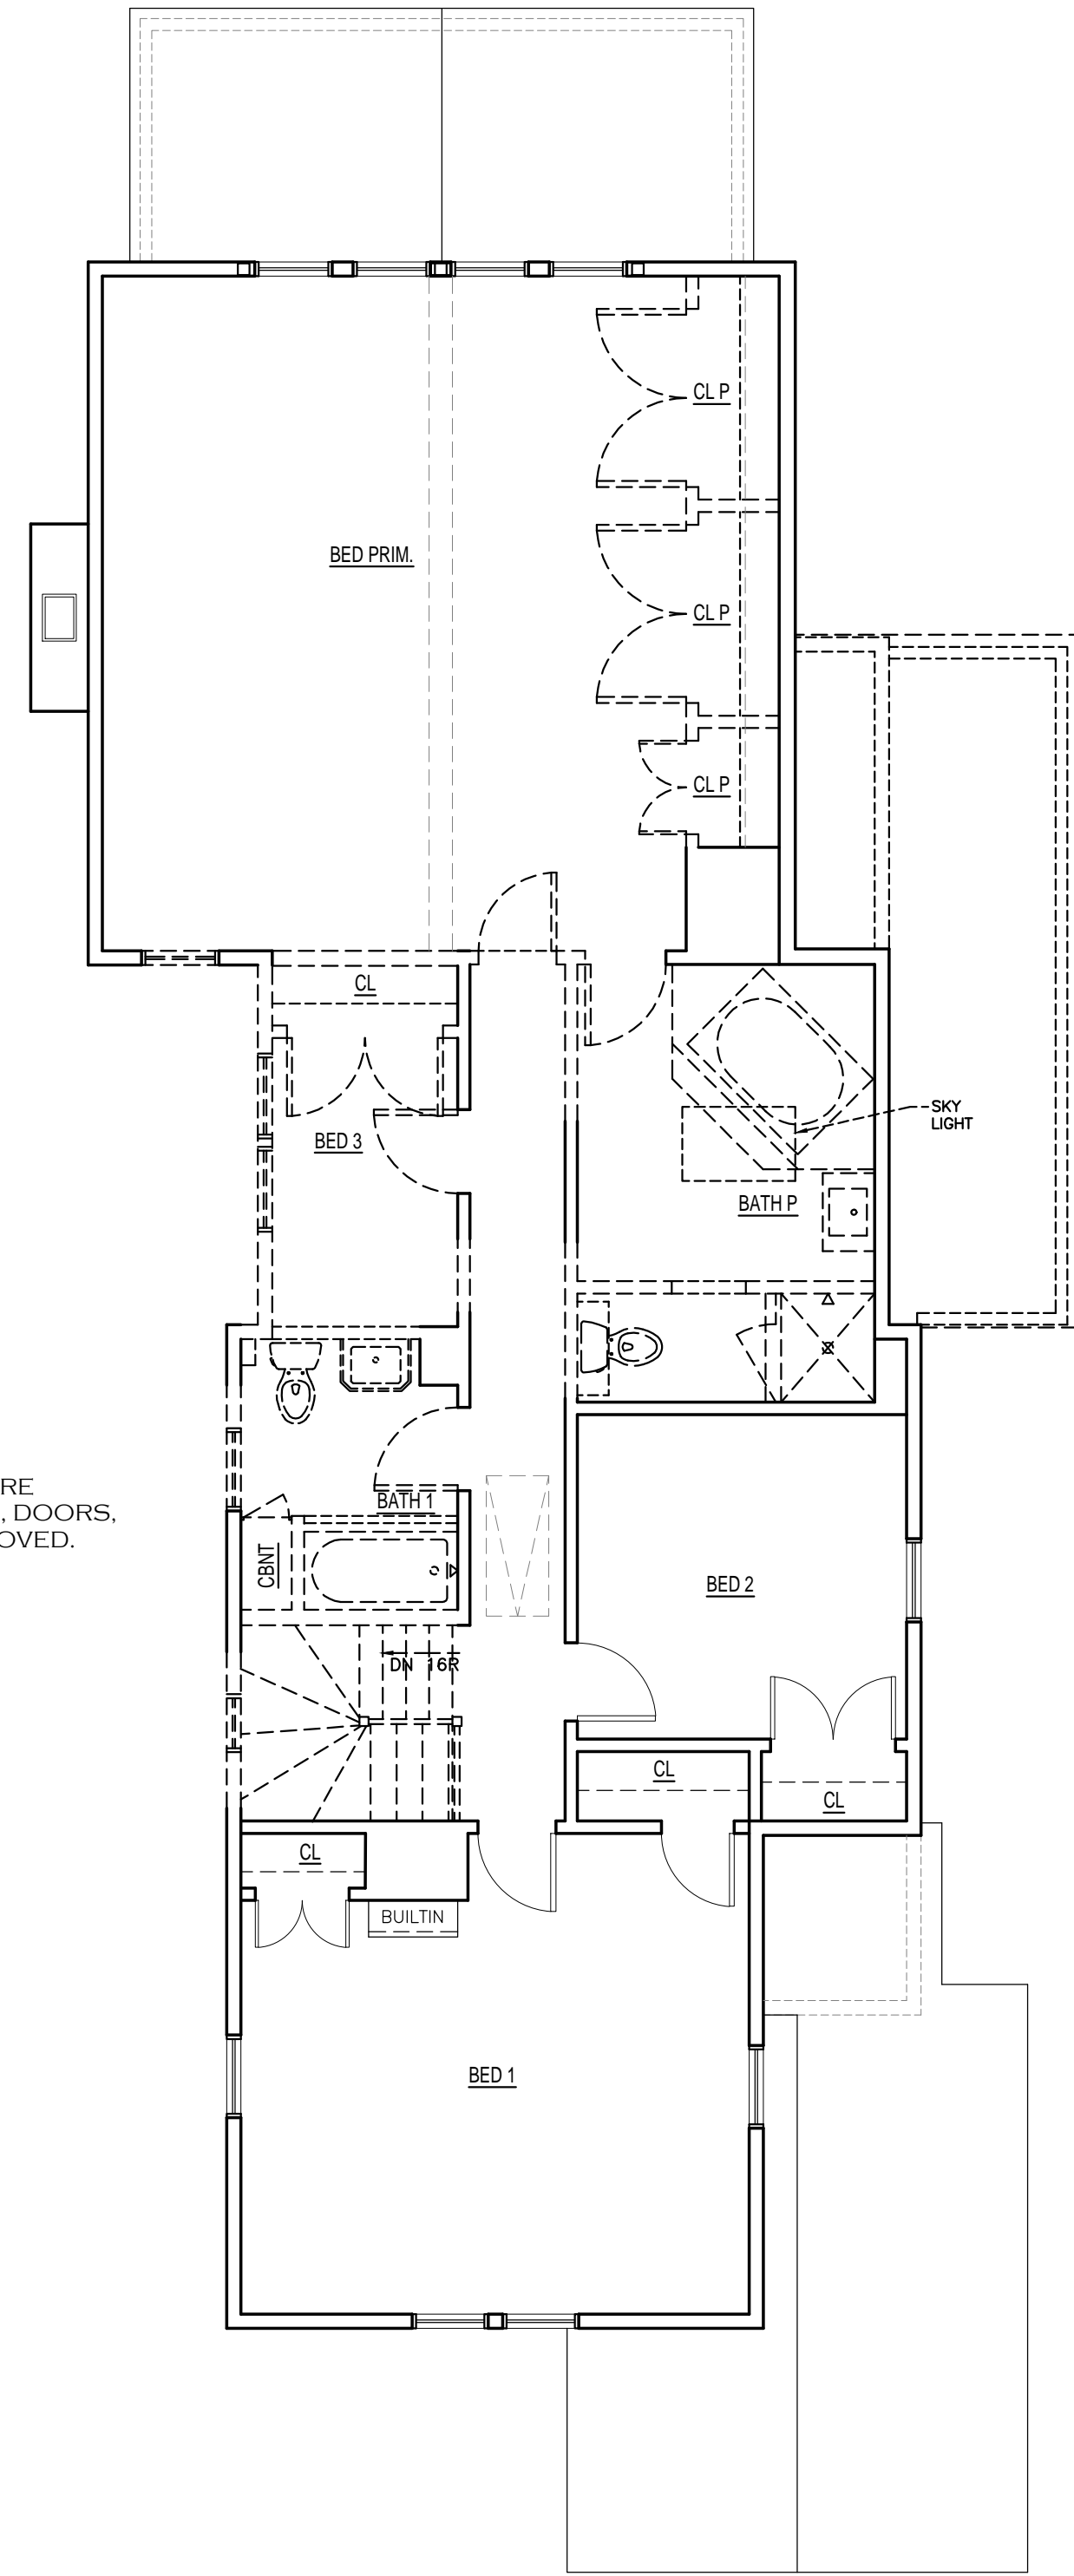 CL P
BED PRIM.
CL P
CL P
CL
SKY
LIGHT
BED 3
BATH P
RE
, DOORS,
OVED.
BATH 1
CBNT
BED 2
DN 16R
CL
CL
CL
BUILTIN
BED 1